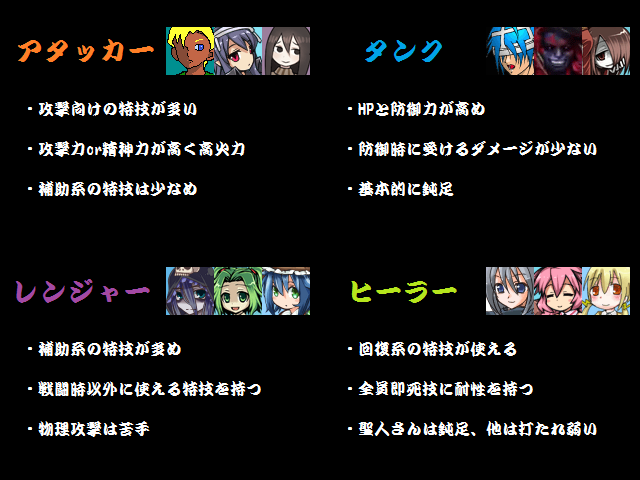 アタッカー
・攻撃向けの特技が多い
・攻撃力or精神力が高く高火力
・補助系の特技は少なめ
タンク
・HPと防御力が高め
・防御時に受けるダメージが少ない
・基本的に鈍足
レンジャー
・補助系の特技が多め
・戦闘時以外に使える特技を持つ
・物理攻撃は苦手
ヒーラー
・回復系の特技が使える
・全員即死技に耐性を持つ
・聖人さんは鈍足、他は打たれ弱い